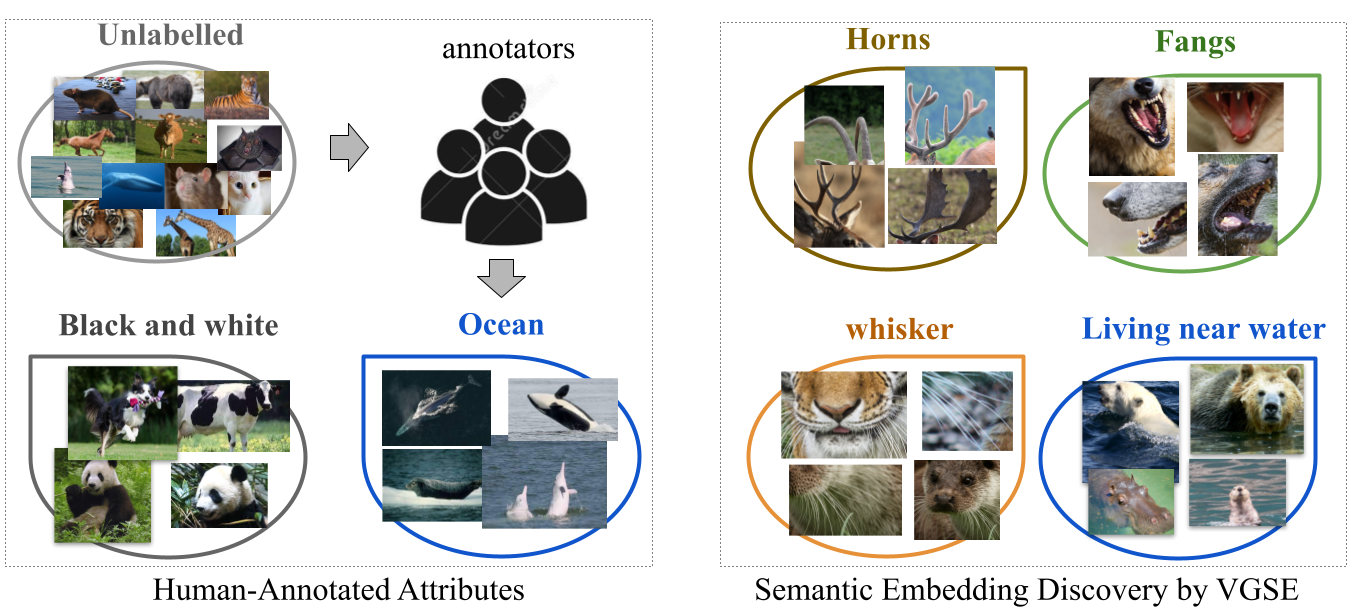 Unlabelled
annotators
Black and white
Ocean
Human-Annotated Attributes
Horns
Fangs
whisker
Living near water
Semantic Embedding Discovery by VGSE